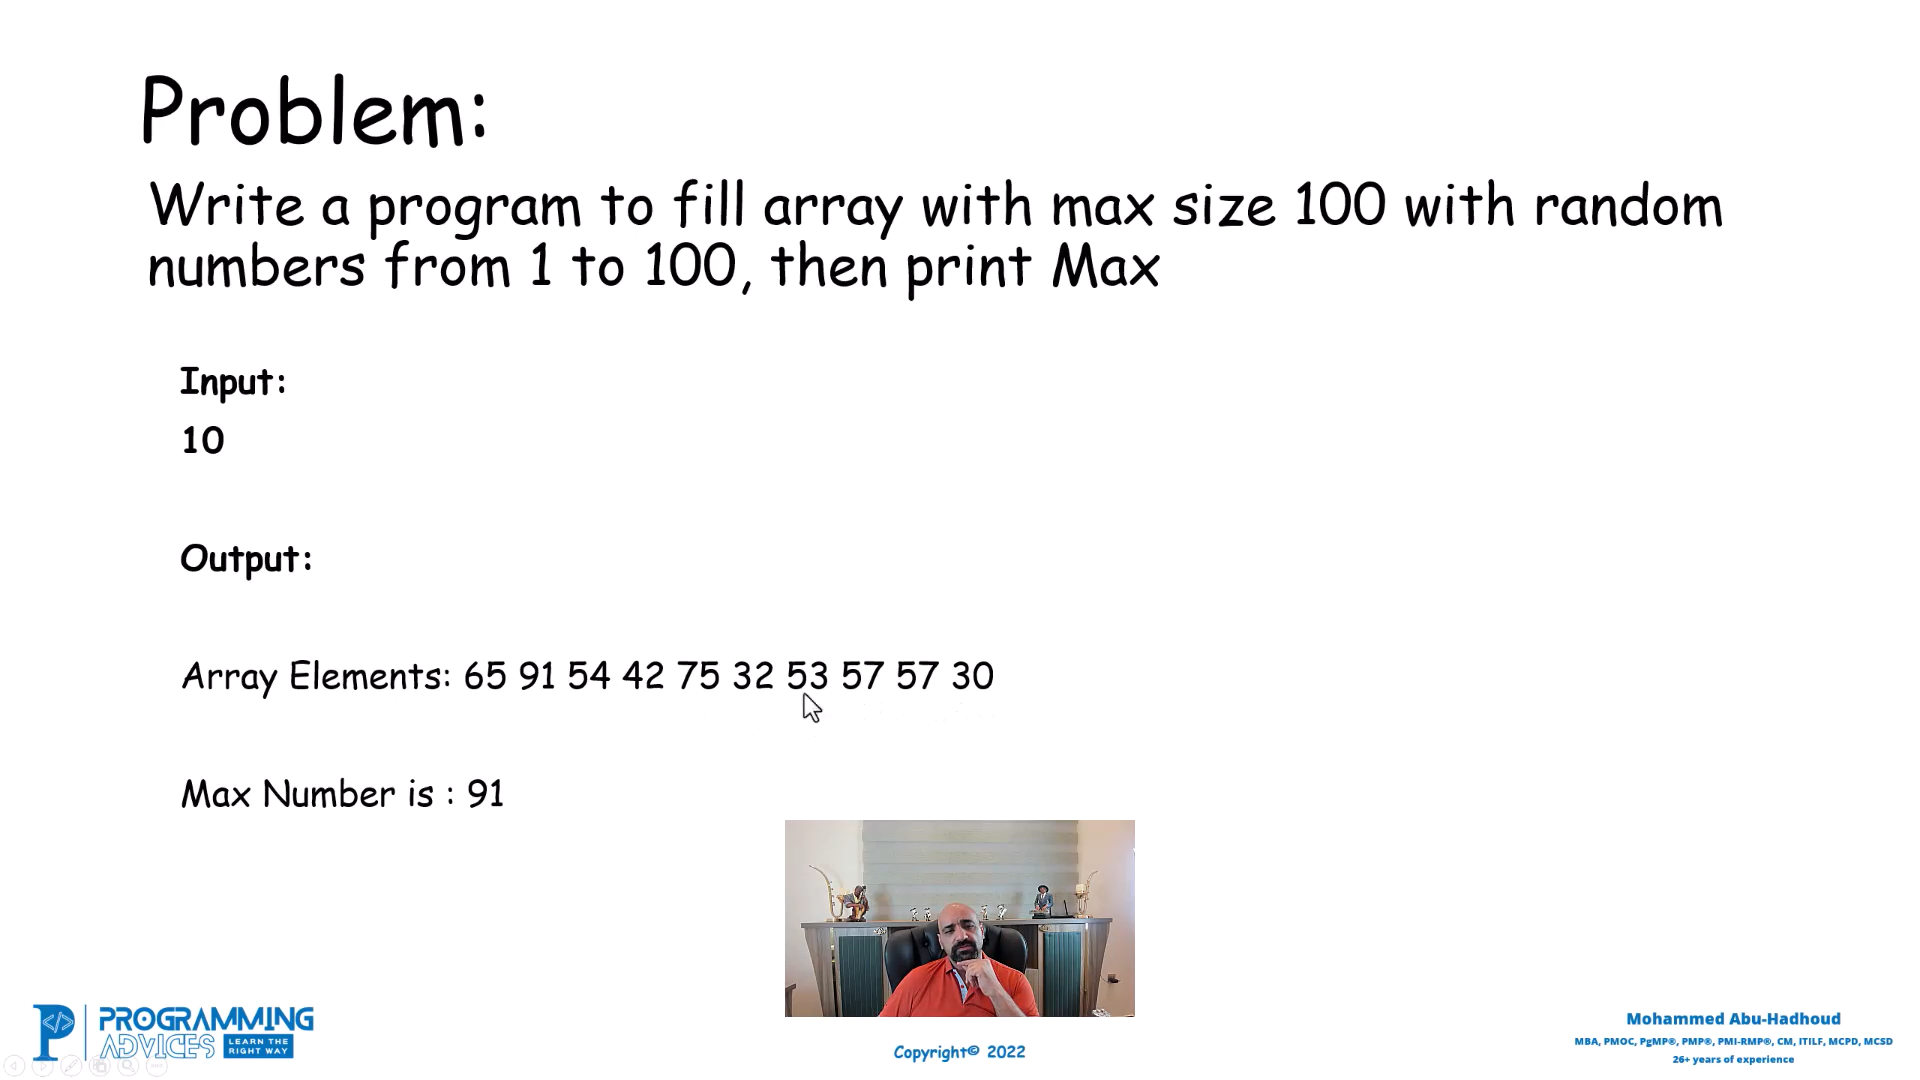 Problem:
Write a program to fill array with max size 100 with random
numbers from 1 to 100, then print Max
Input:
10
Output:
Array Elements: 65 91 54 42 75 32 53 57 57 30
Max Number is : 91
PROGRAMMING
ADVICES LEARN THE
RIGHT WAY
Copyright© 2022
Mohammed Abu-Hadhoud
MBA, PMOC, PgMP®, PMP®, PMI-RMP®, CM, ITILF, MCPD, MCSD
26+ years of experience